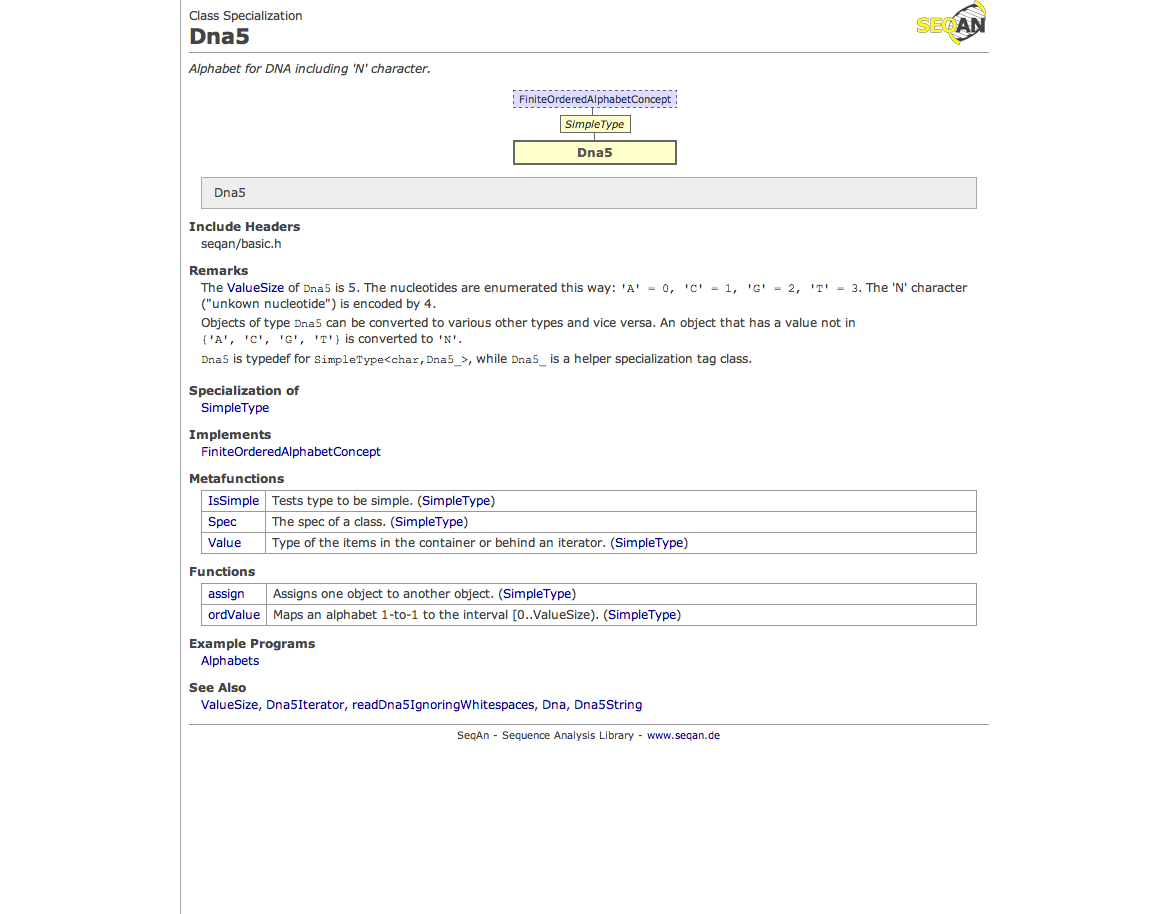 Class Specialization
Dna5
SEQAN
Alphabet for DNA including 'N' character.
FiniteOrderedAlphabetConcept
SimpleType
Dna5
Dna5
Include Headers
seqan/basic.h
Remarks
The ValueSize of Dna5 is 5. The nucleotides are enumerated this way: 'A' = 0, 'C' = 1, 'G' = 2, 'T' = 3. The 'N' character
("unkown nucleotide") is encoded by 4.
Objects of type Dna5 can be converted to various other types and vice versa. An object that has a value not in
{'A', 'C', 'G', 'T'} is converted to 'N'.
Dna5 is typedef for SimpleType<char,Dna5_>, while Dna5_ is a helper specialization tag class.
Specialization of
SimpleType
Implements
FiniteOrderedAlphabetConcept
Metafunctions
IsSimple Tests type to be simple. (SimpleType)
Spec The spec of a class. (SimpleType)
Value Type of the items in the container or behind an iterator. (SimpleType)
Functions
assign Assigns one object to another object. (SimpleType)
ordValue Maps an alphabet 1-to-1 to the interval [0..ValueSize). (SimpleType)
Example Programs
Alphabets
See Also
ValueSize, Dna5Iterator, readDna5IgnoringWhitespaces, Dna, Dna5String
SeqAn - Sequence Analysis Library - www.seqan.de